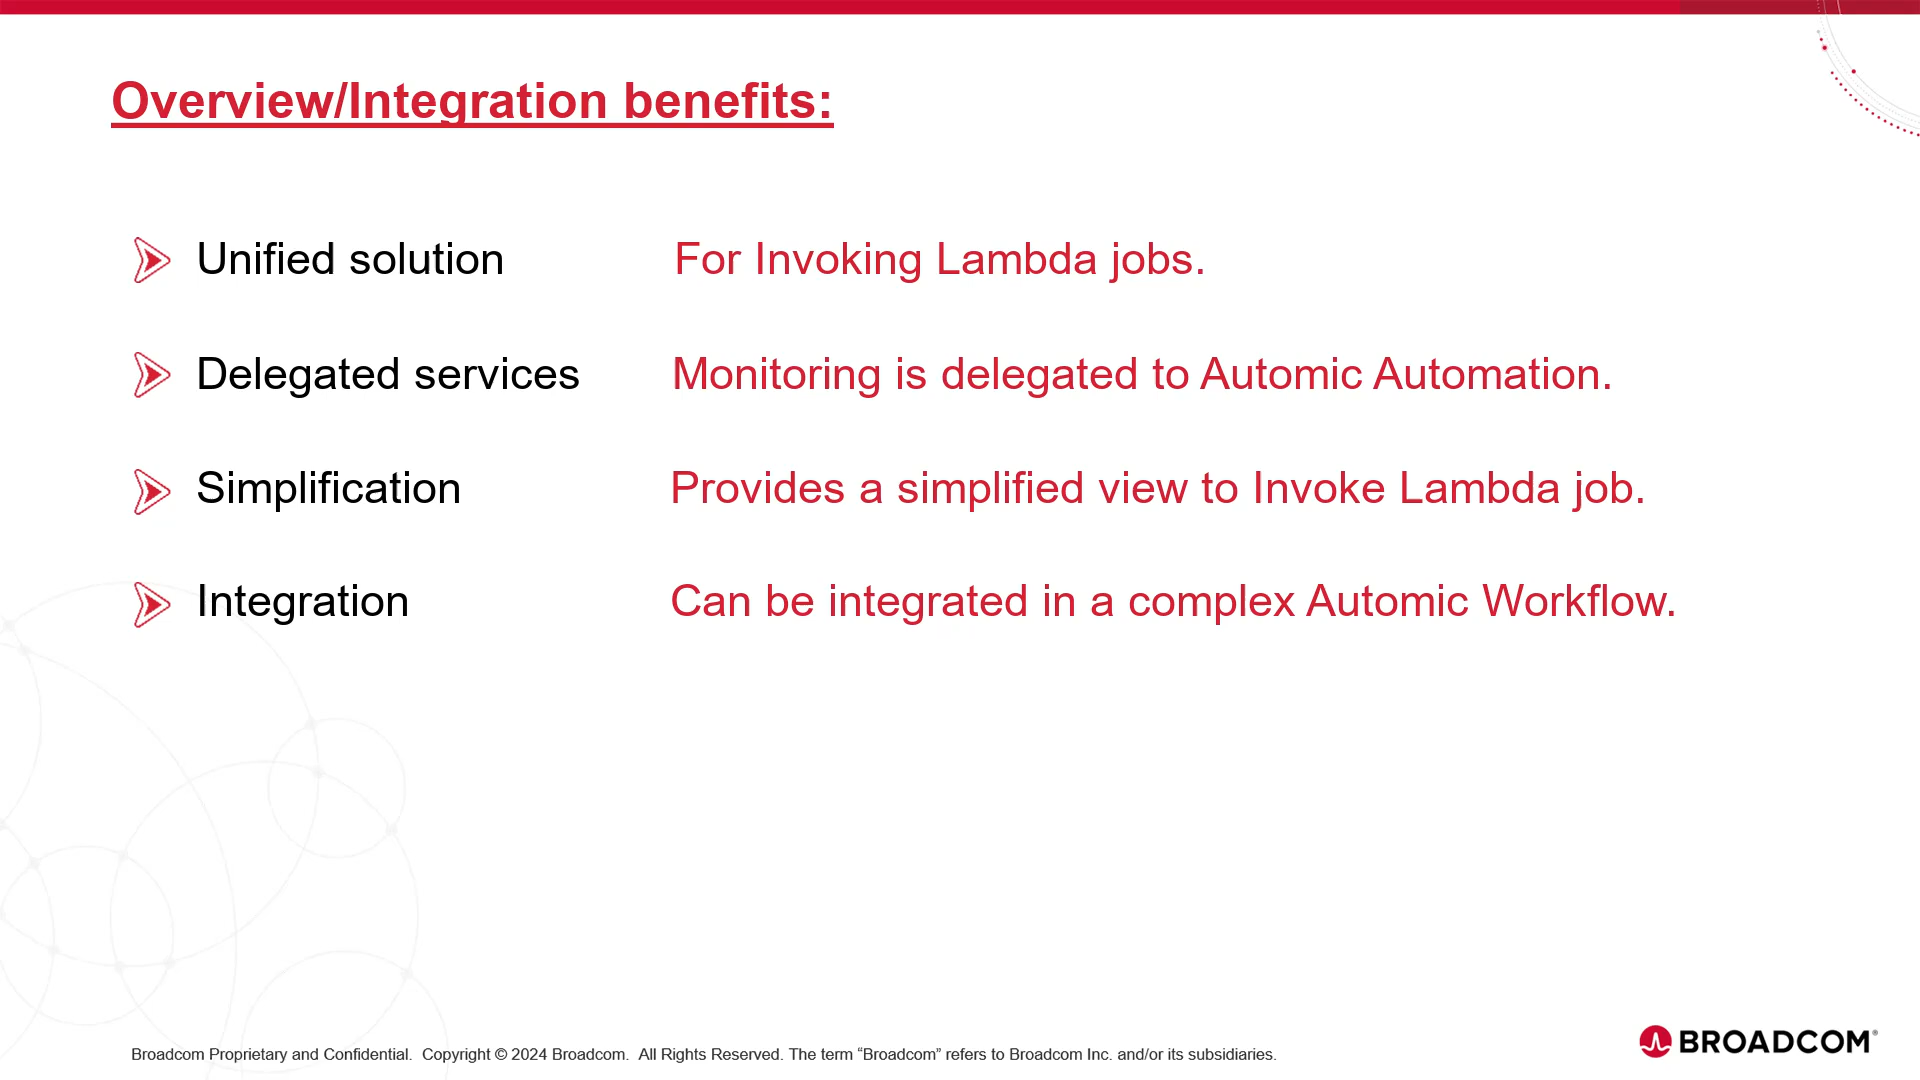 Overview/Integration benefits:
Unified solution For Invoking Lambda jobs.
Delegated services Monitoring is delegated to Automic Automation.
Simplification Provides a simplified view to Invoke Lambda job.
Integration Can be integrated in a complex Automic Workflow.
Broadcom Proprietary and Confidential. Copyright © 2024 Broadcom. All Rights Reserved. The term “Broadcom” refers to Broadcom Inc. and/or its subsidiaries.
BROADCOM®